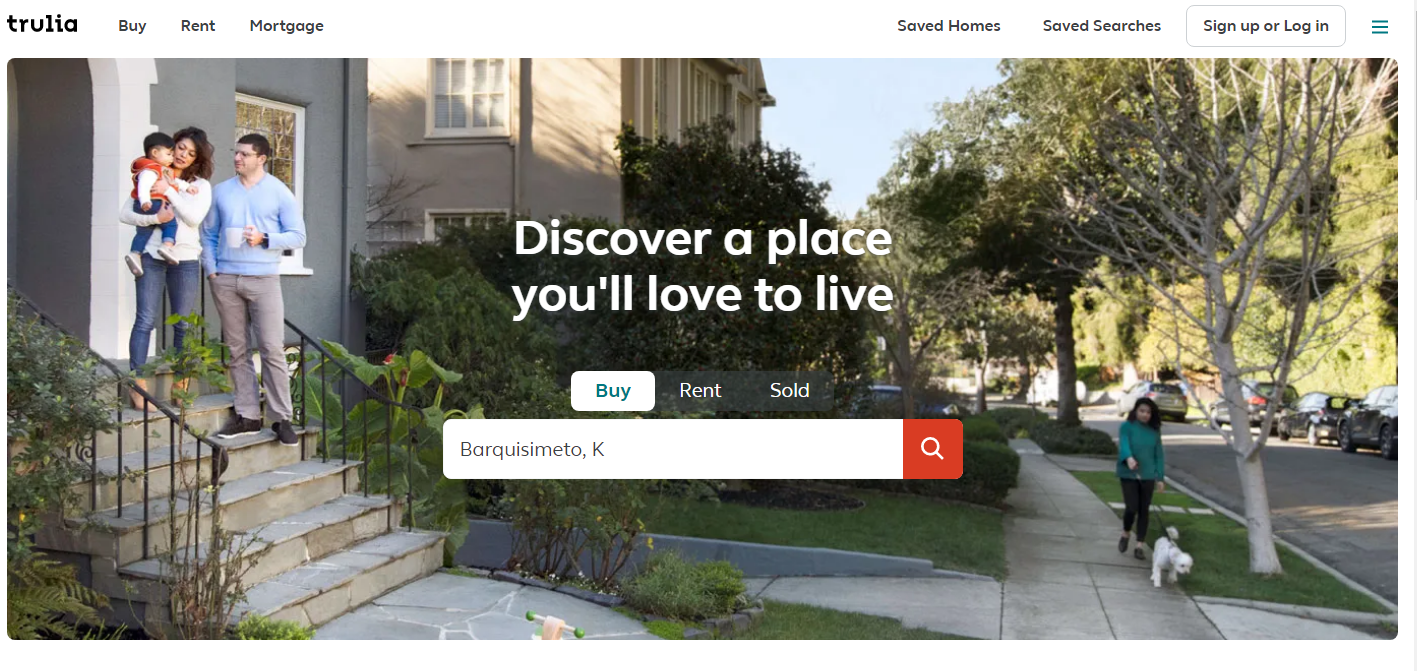 trulia
Buy
Rent
Mortgage
Saved Homes
Saved Searches
Sign up or Log in
Discover a place
you'll love to live
Buy
Rent
Sold
Barquisimeto, K